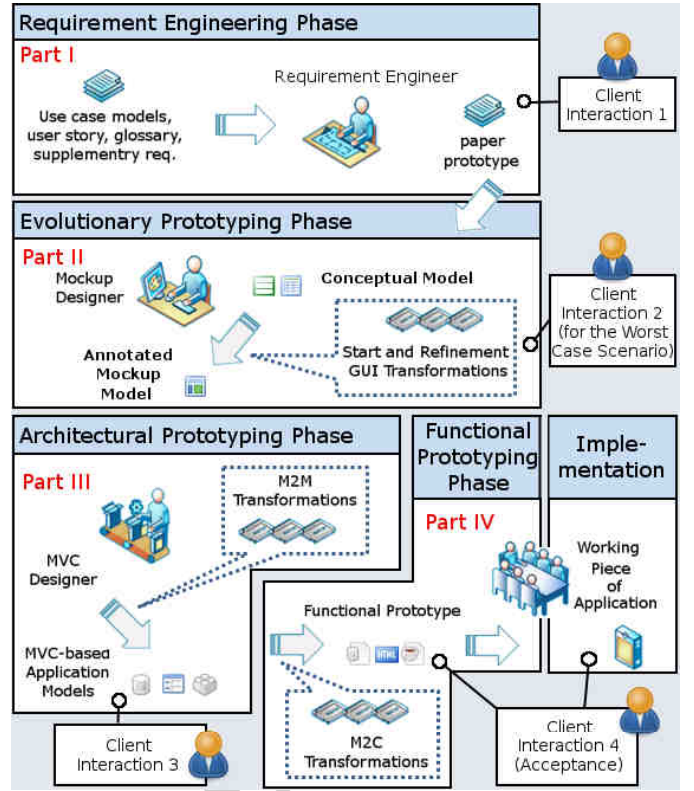 Requirement Engineering Phase
Part I
Requirement Engineer
Use case models,
user story, glossary,
supplementry req.
paper
prototype
Client
Interaction 1
Evolutionary Prototyping Phase
Part II
Mockup
Designer
Conceptual Model
Annotated
Mockup
Model
Start and Refinement
GUI Transformations
Client
Interaction 2
(for the Worst
Case Scenario)
Architectural Prototyping Phase
Part III
M2M
Transformations
MVC
Designer
MVC-based
Application
Models
Client
Interaction 3
Functional
Prototyping
Phase
Part IV
Functional Prototype
HTML
M2C
Transformations
Imple-
mentation
Working
Piece
of
Application
Client
Interaction 4
(Acceptance)